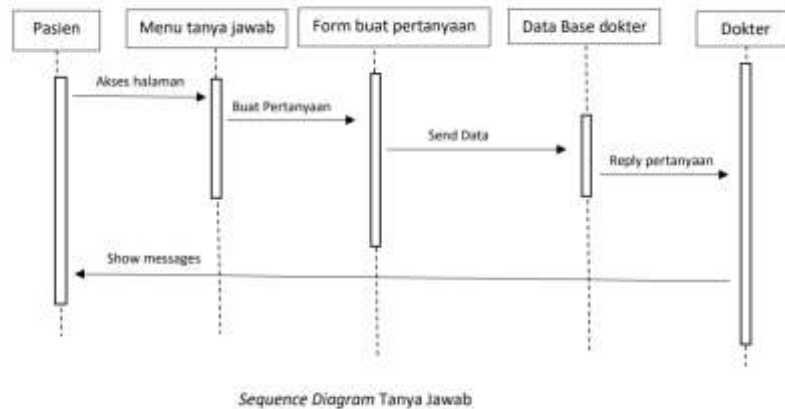 Pasien
Menu tanya jawab
Form buat pertanyaan
Data Base dokter
Dokter
Akses halaman
Buat Pertanyaan
Send Data
Reply pertanyaan
Show messages
Sequence Diagram Tanya Jawab